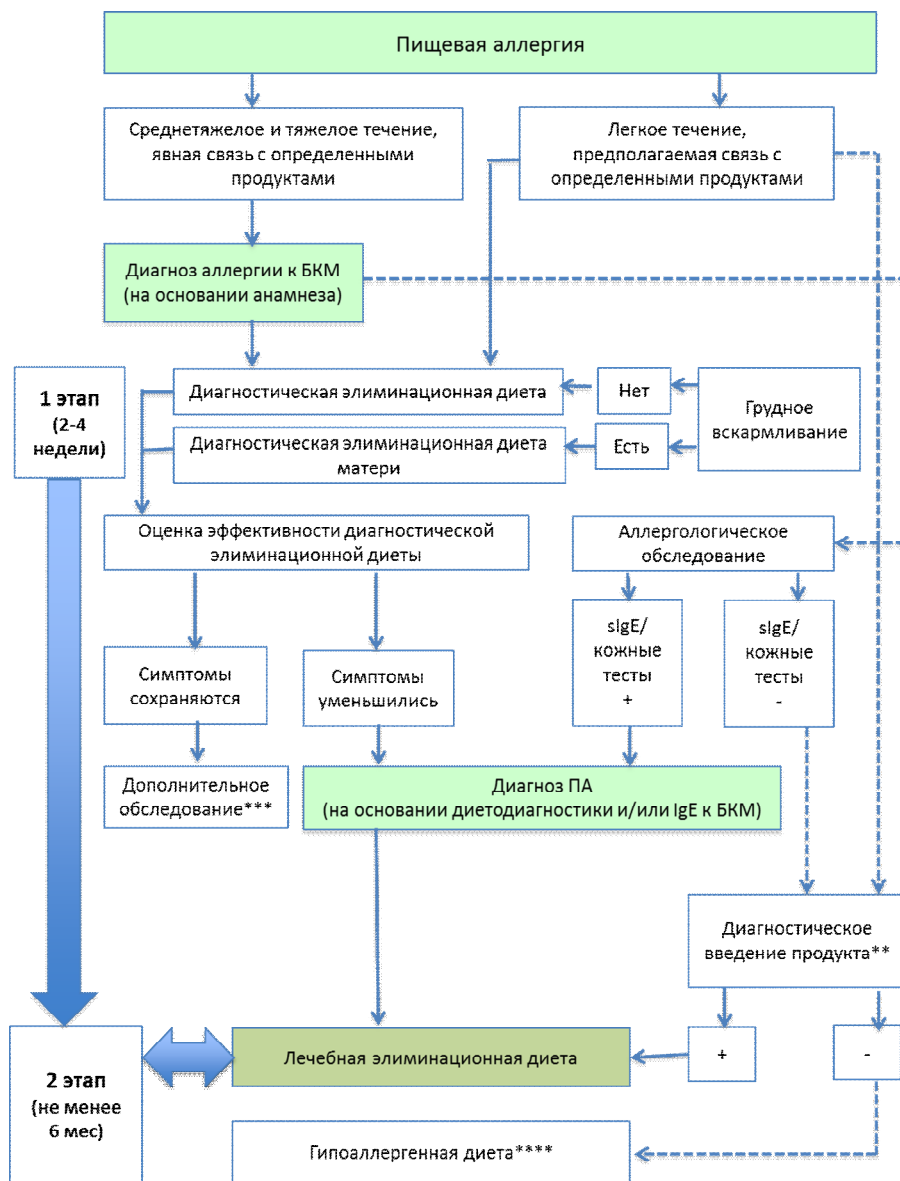 Пищевая аллергия
Среднетяжелое и тяжелое течение,
явная связь с определенными
продуктами
Легкое течение,
предполагаемая связь с
определенными продуктами
Диагноз аллергии к БКМ
(на основании анамнеза)
1 этап
(2-4
недели)
Диагностическая элиминационная диета
Нет
Грудное
вскармливание
Диагностическая элиминационная диета
матери
Есть
Оценка эффективности диагностической
элиминационной диеты
Аллергологическое
обследование
sIgE/
кожные
тесты
+
sIgE/
кожные
тесты
-
Симптомы
сохраняются
Симптомы
уменьшились
Дополнительное
обследование***
Диагноз ПА
(на основании диетодиагностики и/или IgE к БКМ)
Диагностическое
введение продукта**
2 этап
(не менее
6 мес)
Лечебная элиминационная диета
+
-
Гипоаллергенная диета****